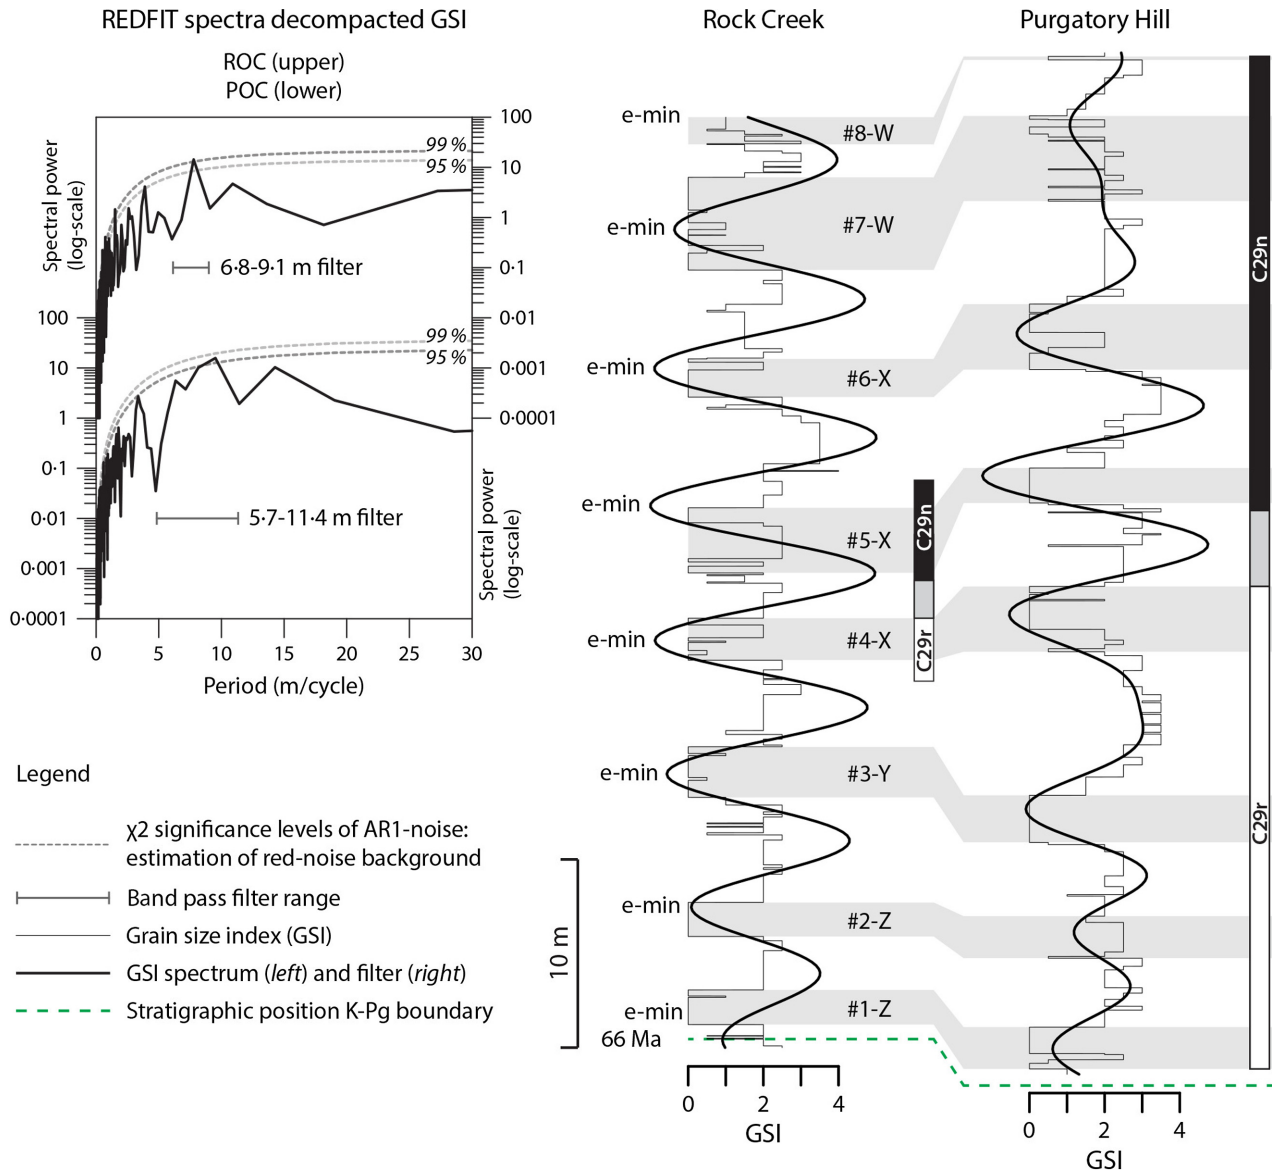 REDFIT spectra decompacted GSI
ROC (upper)
POC (lower)
Spectral power
(log-scale)
99 %
95 %
6·8-9·1 m filter
100
10
1
0·1
0·01
0·001
0·0001
99 %
95 %
5·7-11·4 m filter
100
10
1
0·1
0·01
0·001
0·0001
Spectral power
(log-scale)
0
5
10
15
20
25
30
Period (m/cycle)
Legend
χ2 significance levels of AR1-noise:
estimation of red-noise background
Band pass filter range
Grain size index (GSI)
GSI spectrum (left) and filter (right)
Stratigraphic position K-Pg boundary
Rock Creek
Purgatory Hill
e-min
#8-W
e-min
#7-W
e-min
#6-X
e-min
#5-X
e-min
#4-X
e-min
#3-Y
e-min
#2-Z
e-min
#1-Z
66 Ma
10 m
C29n
C29r
C29n
C29r
0
2
4
GSI
0
2
4
GSI